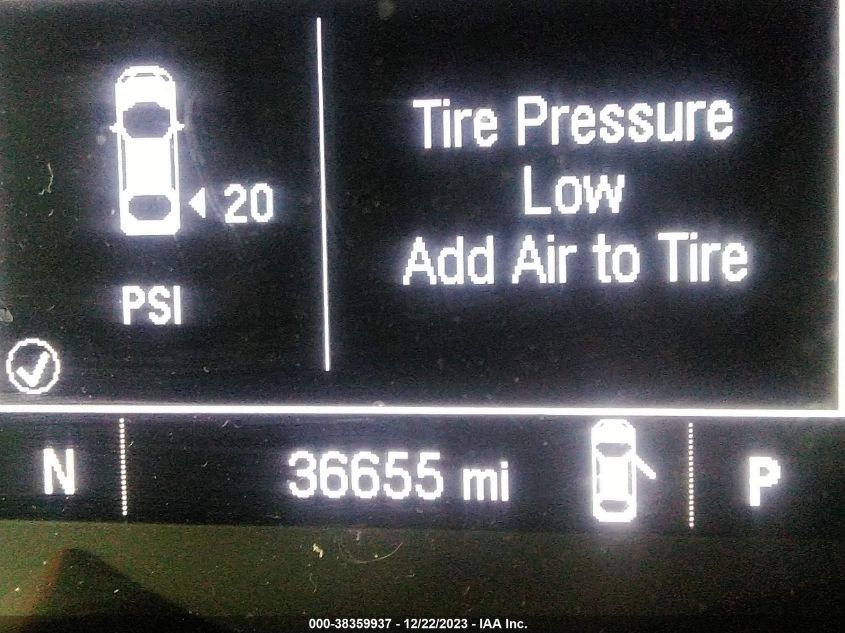 20
PSI
Tire Pressure
Low
Add Air to Tire
N
36655 mi
P
000-38359937 - 12/22/2023 - IAA Inc.